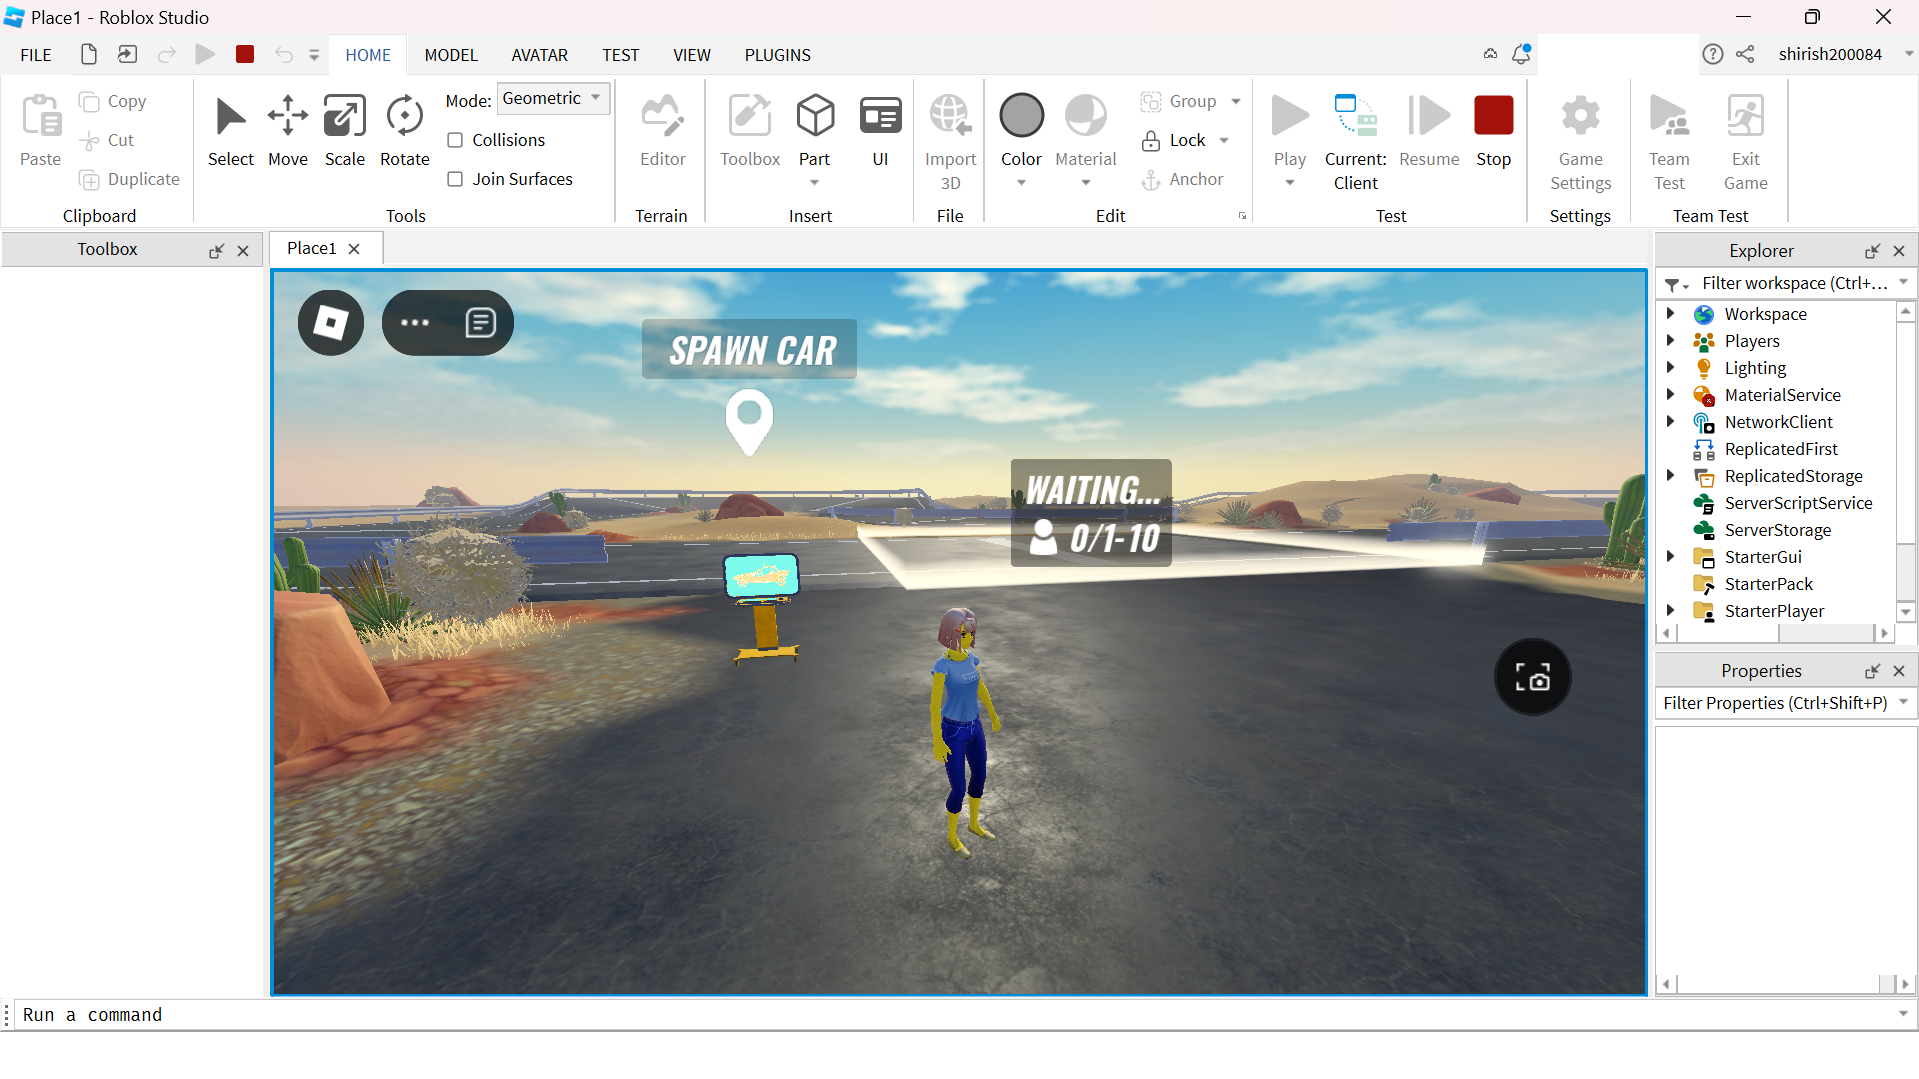 Place1 - Roblox Studio
FILE HOME MODEL AVATAR TEST VIEW PLUGINS shirish200084
Paste Copy Cut Duplicate
Clipboard
Select Move Scale Rotate
Mode: Geometric
Collisions
Join Surfaces
Tools
Editor
Terrain
Toolbox Part UI
Insert
Import
3D
File
Color Material
Group
Lock
Anchor
Edit
Play
Current:
Client
Resume Stop
Test
Game
Settings
Settings
Team
Test
Exit
Game
Team Test
Toolbox
Place1
SPAWN CAR
WAITING...
0/1-10
Explorer
Filter workspace (Ctrl+...
Workspace
Players
Lighting
MaterialService
NetworkClient
ReplicatedFirst
ReplicatedStorage
ServerScriptService
ServerStorage
StarterGui
StarterPack
StarterPlayer
Properties
Filter Properties (Ctrl+Shift+P)
Run a command